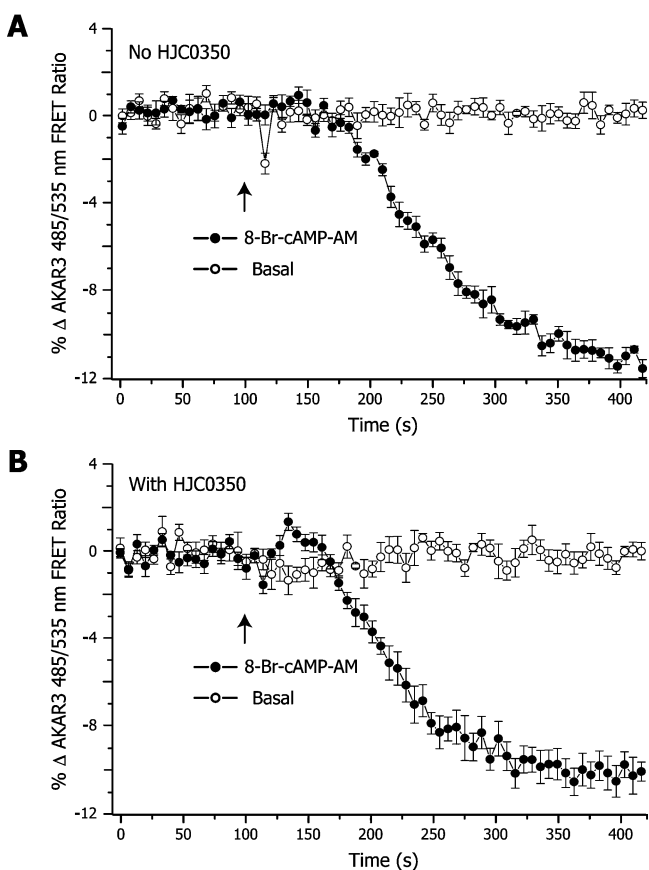 A
No HJC0350
% Δ AKAR3 485/535 nm FRET Ratio
4
0
-4
-8
-12
8-Br-cAMP-AM
Basal
0 50 100 150 200 250 300 350 400
Time (s)
B
With HJC0350
% Δ AKAR3 485/535 nm FRET Ratio
4
0
-4
-8
-12
8-Br-cAMP-AM
Basal
0 50 100 150 200 250 300 350 400
Time (s)